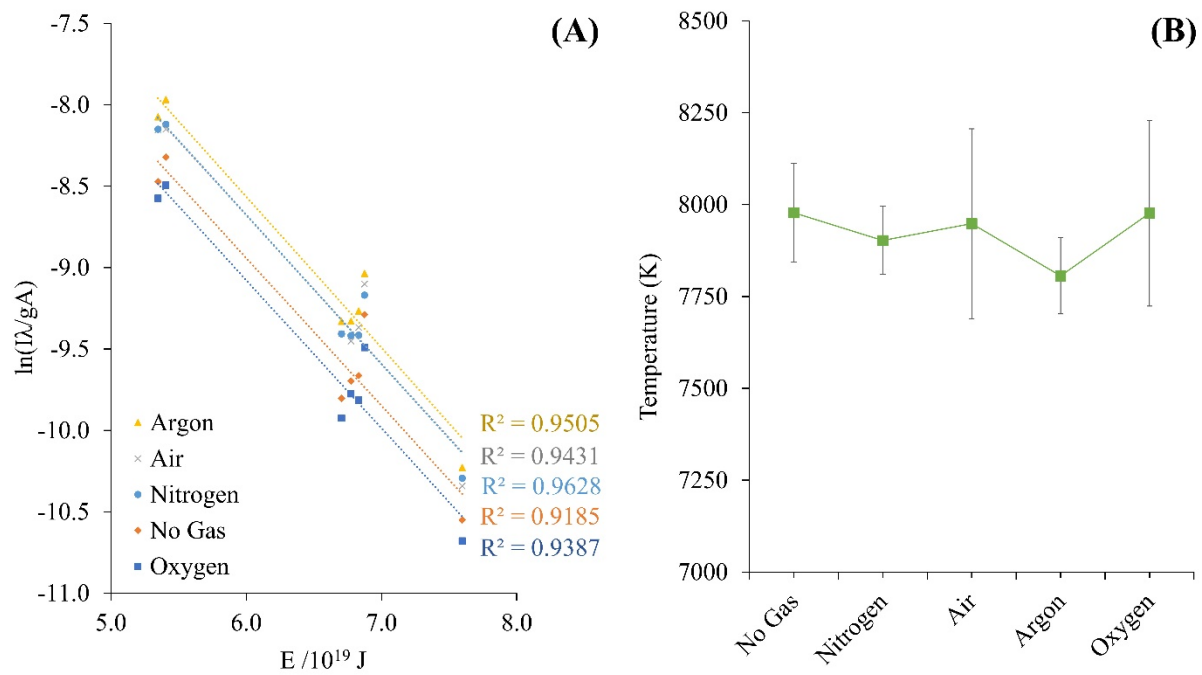 (A)
-7.5
-8.0
-8.5
-9.0
-9.5
-10.0
-10.5
-11.0
ln(Iλ/gA)
Argon
Air
Nitrogen
No Gas
Oxygen
R² = 0.9505
R² = 0.9431
R² = 0.9628
R² = 0.9185
R² = 0.9387
5.0 6.0 7.0 8.0
E /10¹⁹ J
(B)
8500
8250
8000
7750
7250
7000
Temperature (K)
No Gas
Nitrogen
Air
Argon
Oxygen